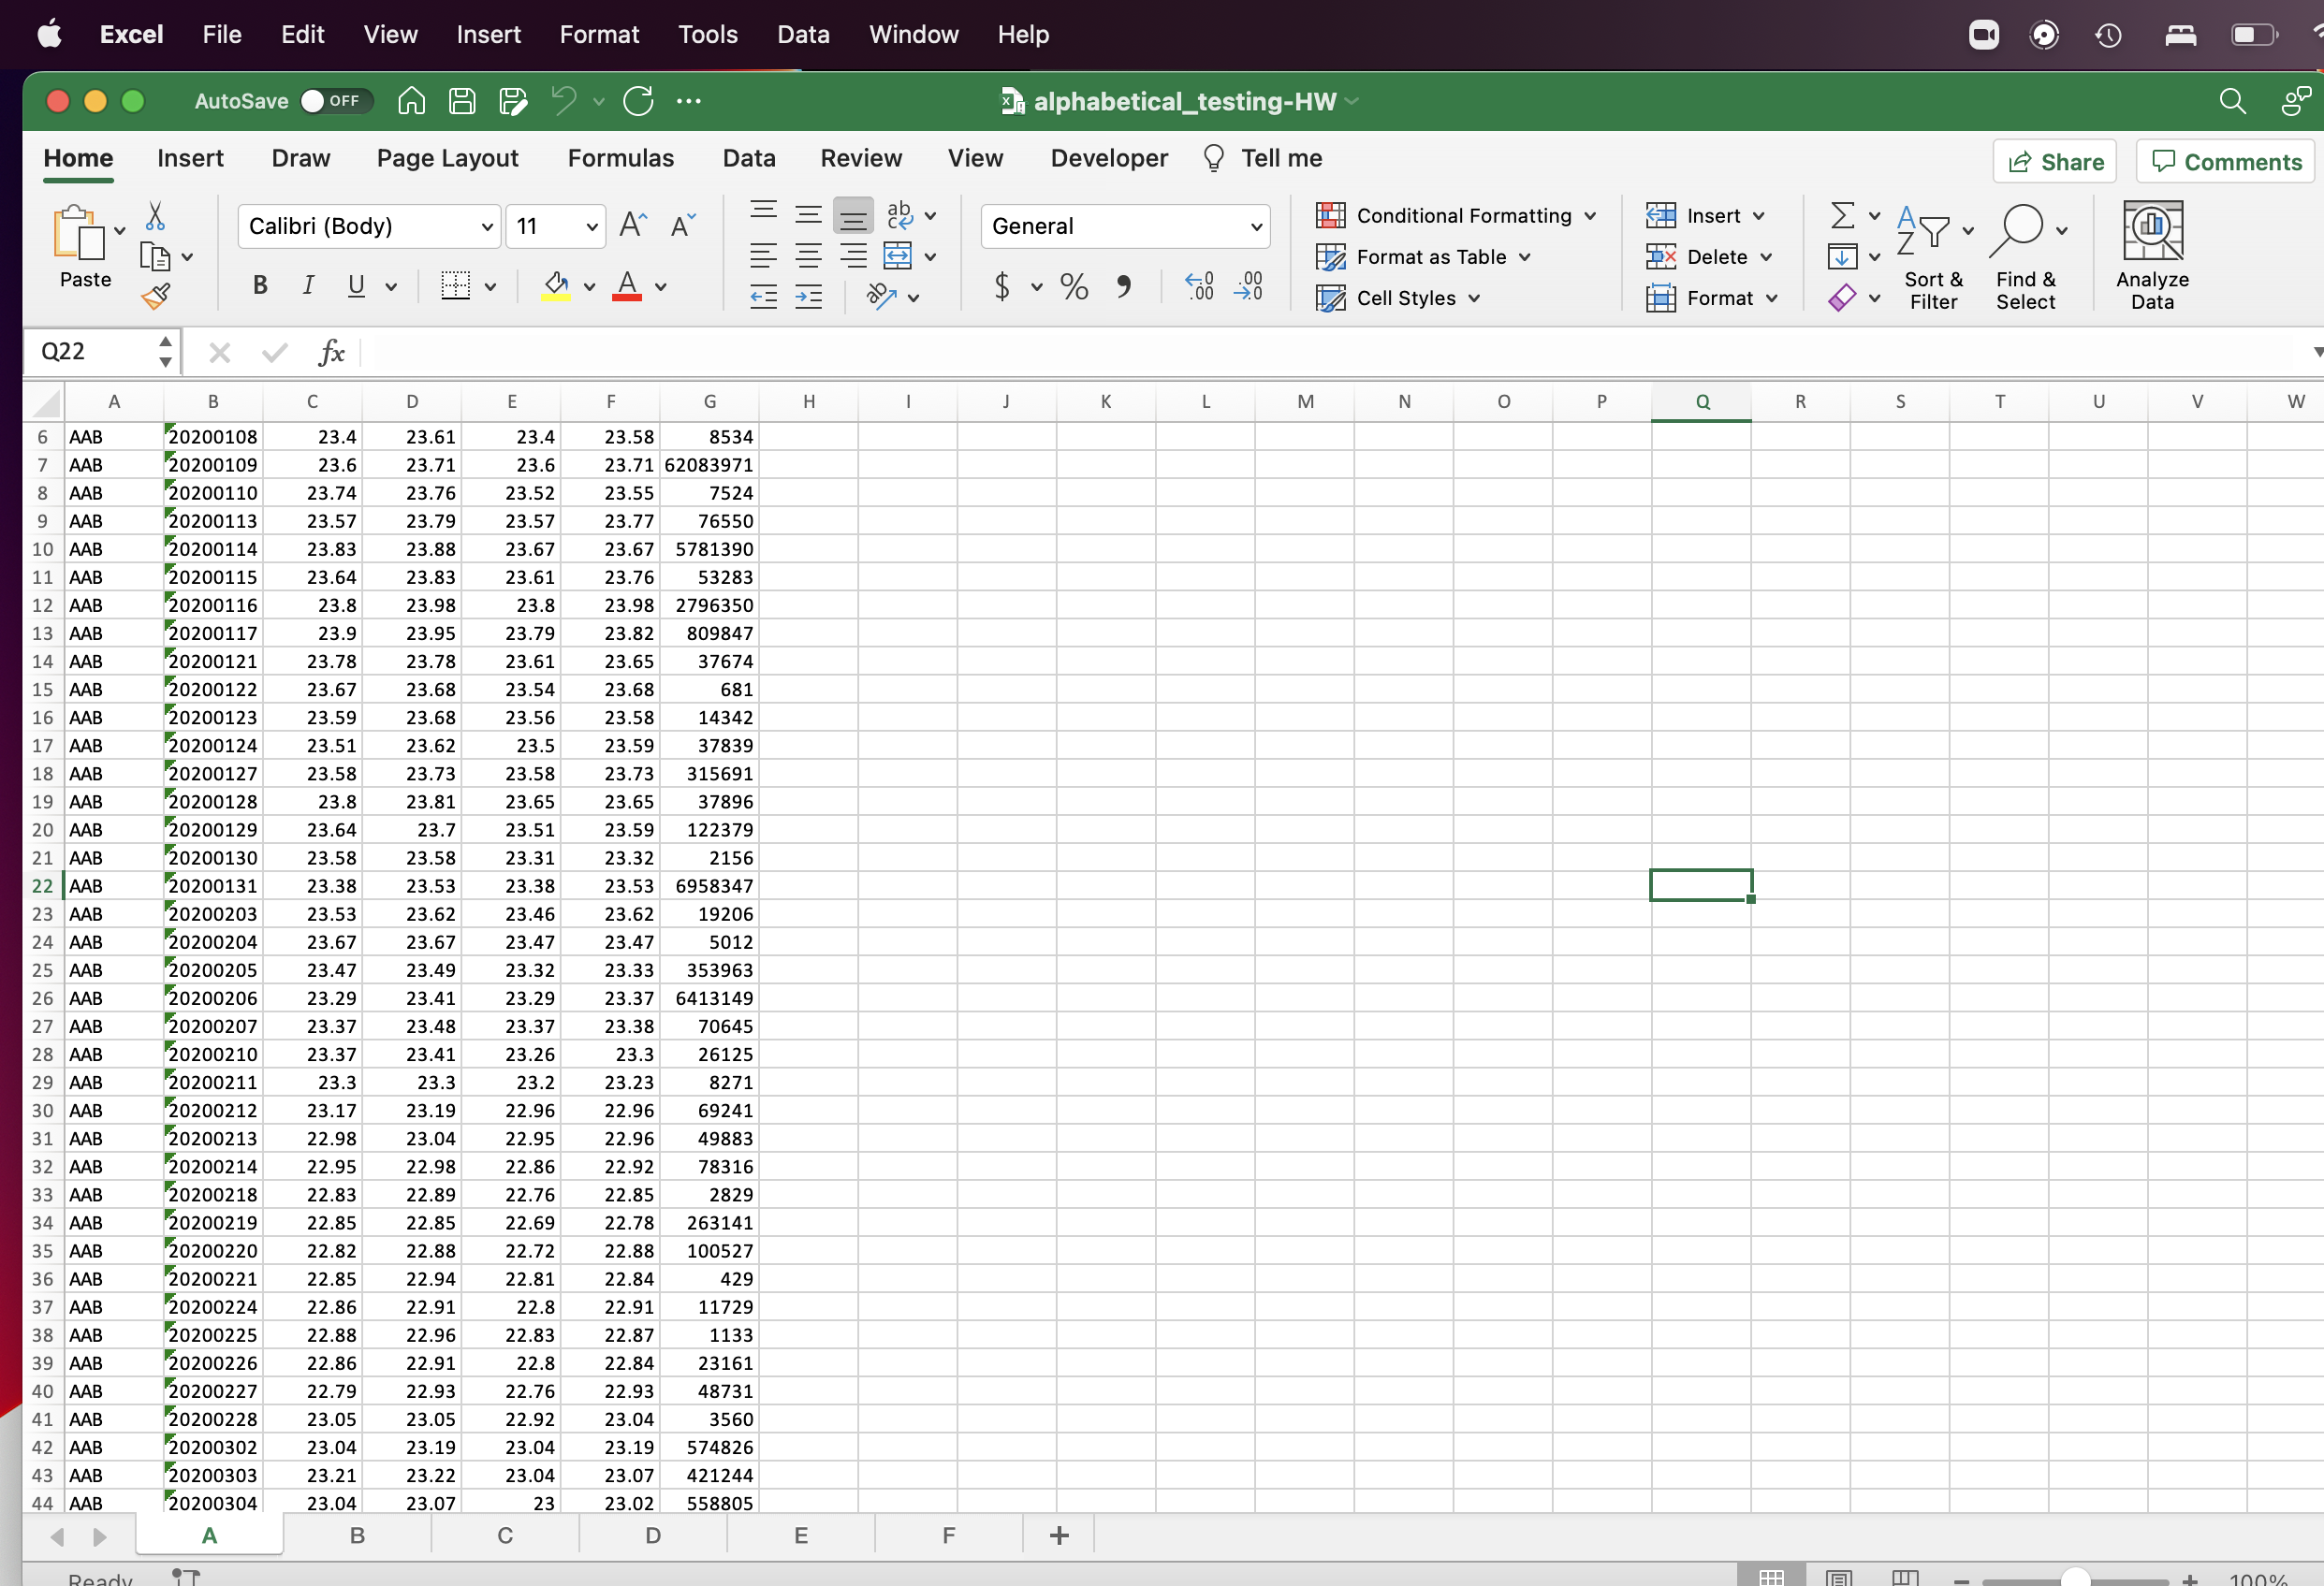 Excel File Edit View Insert Format Tools Data Window Help
AutoSave OFF alphabetical_testing-HW
Home Insert Draw Page Layout Formulas Data Review View Developer Tell me Share Comments
Paste Calibri (Body) 11 General Conditional Formatting Format as Table Cell Styles Insert Delete Format Sort & Filter Find & Select Analyze Data
Q22 fx
A B C D E F G H I J K L M N O P Q R S T U V W
6 AAB 20200108 23.4 23.61 23.4 23.58 8534
7 AAB 20200109 23.6 23.71 23.6 23.71 62083971
8 AAB 20200110 23.74 23.76 23.52 23.55 7524
9 AAB 20200113 23.57 23.79 23.57 23.77 76550
10 AAB 20200114 23.83 23.88 23.67 23.67 5781390
11 AAB 20200115 23.64 23.83 23.61 23.76 53283
12 AAB 20200116 23.8 23.98 23.8 23.98 2796350
13 AAB 20200117 23.9 23.95 23.79 23.82 809847
14 AAB 20200121 23.78 23.78 23.61 23.65 37674
15 AAB 20200122 23.67 23.68 23.54 23.68 681
16 AAB 20200123 23.59 23.68 23.56 23.58 14342
17 AAB 20200124 23.51 23.62 23.5 23.59 37839
18 AAB 20200127 23.58 23.73 23.58 23.73 315691
19 AAB 20200128 23.8 23.81 23.65 23.65 37896
20 AAB 20200129 23.64 23.7 23.51 23.59 122379
21 AAB 20200130 23.58 23.58 23.31 23.32 2156
22 AAB 20200131 23.38 23.53 23.38 23.53 6958347
23 AAB 20200203 23.53 23.62 23.46 23.62 19206
24 AAB 20200204 23.67 23.67 23.47 23.47 5012
25 AAB 20200205 23.47 23.49 23.32 23.33 353963
26 AAB 20200206 23.29 23.41 23.29 23.37 6413149
27 AAB 20200207 23.37 23.48 23.37 23.38 70645
28 AAB 20200210 23.37 23.41 23.26 23.3 26125
29 AAB 20200211 23.3 23.3 23.2 23.23 8271
30 AAB 20200212 23.17 23.19 22.96 22.96 69241
31 AAB 20200213 22.98 23.04 22.95 22.96 49883
32 AAB 20200214 22.95 22.98 22.86 22.92 78316
33 AAB 20200218 22.83 22.89 22.76 22.85 2829
34 AAB 20200219 22.85 22.85 22.69 22.78 263141
35 AAB 20200220 22.82 22.88 22.72 22.88 100527
36 AAB 20200221 22.85 22.94 22.81 22.84 429
37 AAB 20200224 22.86 22.91 22.8 22.91 11729
38 AAB 20200225 22.88 22.96 22.83 22.87 1133
39 AAB 20200226 22.86 22.91 22.8 22.84 23161
40 AAB 20200227 22.79 22.93 22.76 22.93 48731
41 AAB 20200228 23.05 23.05 22.92 23.04 3560
42 AAB 20200302 23.04 23.19 23.04 23.19 574826
43 AAB 20200303 23.21 23.22 23.04 23.07 421244
44 AAB 20200304 23.04 23.07 23 23.02 558805
A B C D E F +
Ready 100%